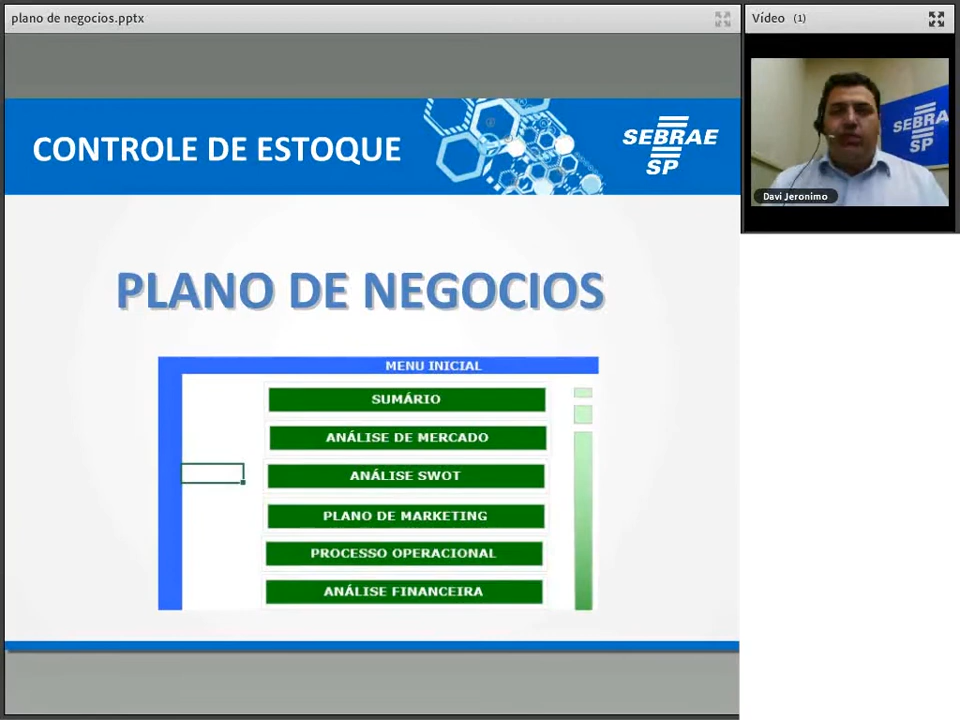 plano de negocios.pptx
Vídeo (1)
CONTROLE DE ESTOQUE
SEBRAE
SP
SEBRAE
SP
Davi Jeronimo
PLANO DE NEGOCIOS
MENU INICIAL
SUMÁRIO
ANÁLISE DE MERCADO
ANÁLISE SWOT
PLANO DE MARKETING
PROCESSO OPERACIONAL
ANÁLISE FINANCEIRA